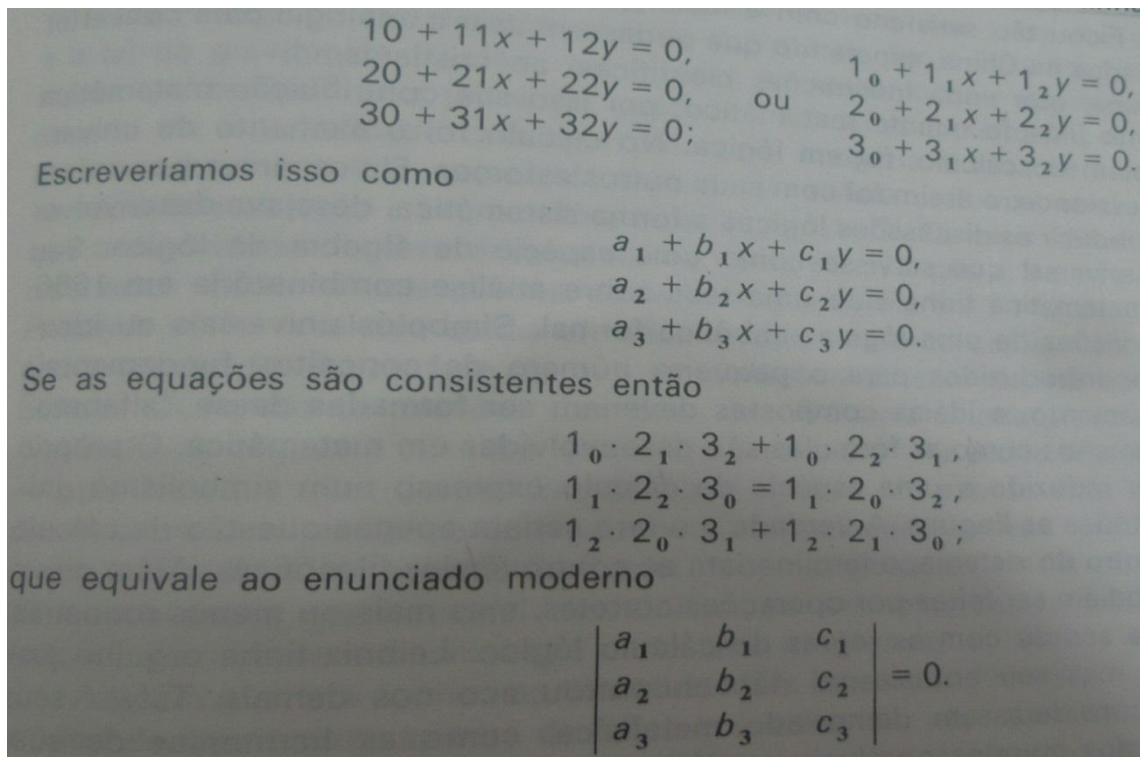 10 + 11x + 12y = 0,
20 + 21x + 22y = 0,
30 + 31x + 32y = 0;
ou
1₀ + 1₁x + 1₂y = 0,
2₀ + 2₁x + 2₂y = 0,
3₀ + 3₁x + 3₂y = 0.
Escreveríamos isso como
a₁ + b₁x + c₁y = 0,
a₂ + b₂x + c₂y = 0,
a₃ + b₃x + c₃y = 0.
Se as equações são consistentes então
1₀ · 2₁ · 3₂ + 1₀ · 2₂ · 3₁,
1₁ · 2₂ · 3₀ = 1₁ · 2₀ · 3₂,
1₂ · 2₀ · 3₁ + 1₂ · 2₁ · 3₀;
que equivale ao enunciado moderno
a₁ b₁ c₁
a₂ b₂ c₂ = 0.
a₃ b₃ c₃